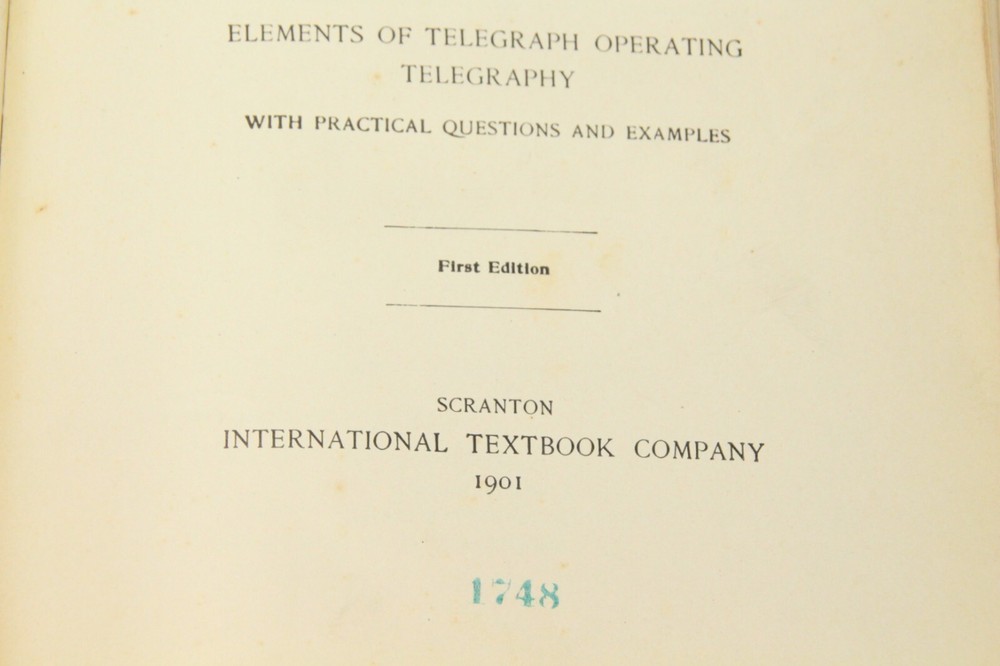 ELEMENTS OF TELEGRAPH OPERATING
TELEGRAPHY
WITH PRACTICAL QUESTIONS AND EXAMPLES
First Edition
SCRANTON
INTERNATIONAL TEXTBOOK COMPANY
1901
1748